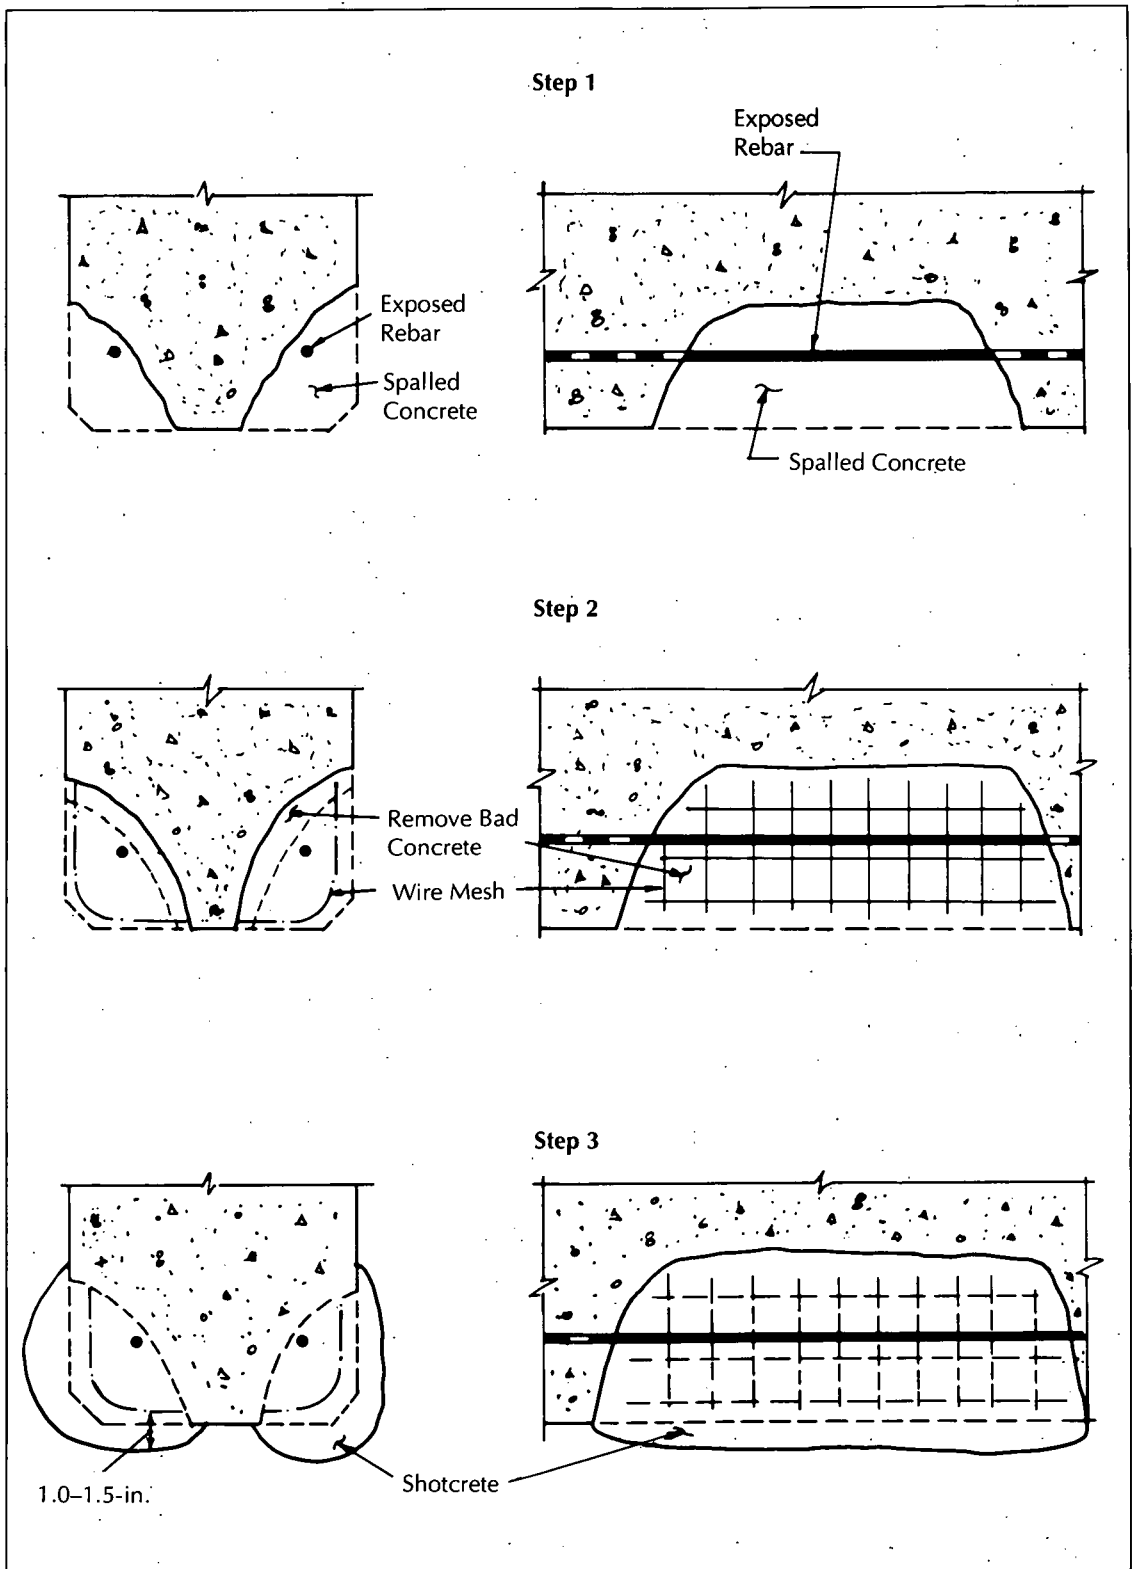 Step 1
Exposed
Rebar
Exposed
Rebar
Spalled
Concrete
Spalled Concrete
Step 2
Remove Bad
Concrete
Wire Mesh
Step 3
Shotcrete
1.0–1.5-in.